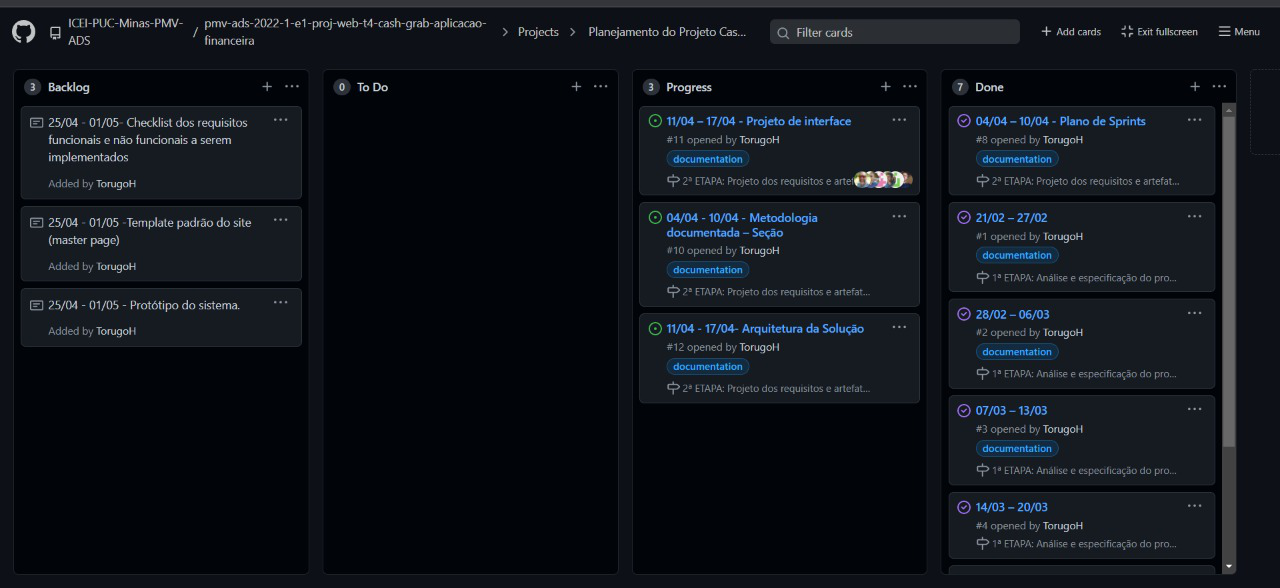 ICEI-PUC-Minas-PMV-ADS / pmv-ads-2022-1-e1-proj-web-t4-cash-grab-aplicacao-financeira
Projects
Planejamento do Projeto Cas...
Filter cards
Add cards
Exit fullscreen
Menu
3 Backlog
25/04 - 01/05- Checklist dos requisitos
funcionais e não funcionais a serem
implementados
Added by TorugoH
25/04 - 01/05 -Template padrão do site
(master page)
Added by TorugoH
25/04 - 01/05 - Protótipo do sistema.
Added by TorugoH
0 To Do
3 Progress
11/04 – 17/04 - Projeto de interface
#11 opened by TorugoH
documentation
2ª ETAPA: Projeto dos requisitos e artef
04/04 - 10/04 - Metodologia
documentada – Seção
#10 opened by TorugoH
documentation
2ª ETAPA: Projeto dos requisitos e artefat...
11/04 - 17/04- Arquitetura da Solução
#12 opened by TorugoH
documentation
2ª ETAPA: Projeto dos requisitos e artefat...
7 Done
04/04 – 10/04 - Plano de Sprints
#8 opened by TorugoH
documentation
2ª ETAPA: Projeto dos requisitos e artefat...
21/02 – 27/02
#1 opened by TorugoH
documentation
1ª ETAPA: Análise e especificação do pro...
28/02 – 06/03
#2 opened by TorugoH
documentation
1ª ETAPA: Análise e especificação do pro...
07/03 – 13/03
#3 opened by TorugoH
documentation
1ª ETAPA: Análise e especificação do pro...
14/03 – 20/03
#4 opened by TorugoH
1ª ETAPA: Análise e especificação do pro...